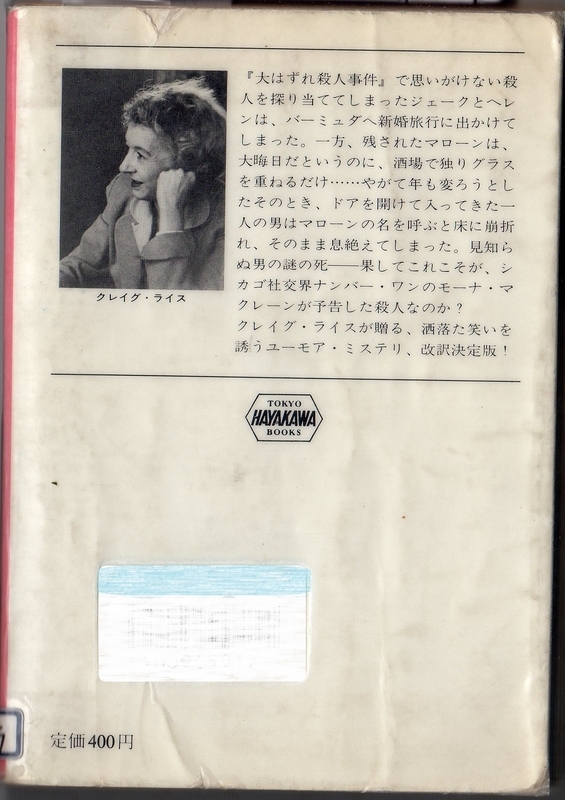 『大はずれ殺人事件』で思いがけない殺
人を探り当ててしまったジェークとヘレ
ンは、バーミュダへ新婚旅行に出かけて
しまった。一方、残されたマローンは、
大晦日だというのに、酒場で独りグラス
を重ねるだけ……やがて年も変ろうとし
たそのとき、ドアを開けて入ってきた一
人の男はマローンの名を呼ぶと床に崩折
れ、そのまま息絶えてしまった。見知ら
ぬ男の謎の死――果してこれこそが、シ
カゴ社交界ナンバー・ワンのモーナ・マ
クレーンが予告した殺人なのか?
クレイグ・ライスが贈る、洒落た笑いを
誘うユーモア・ミステリ、改訳決定版!
クレイグ・ライス
TOKYO
HAYAKAWA
BOOKS
定価400円